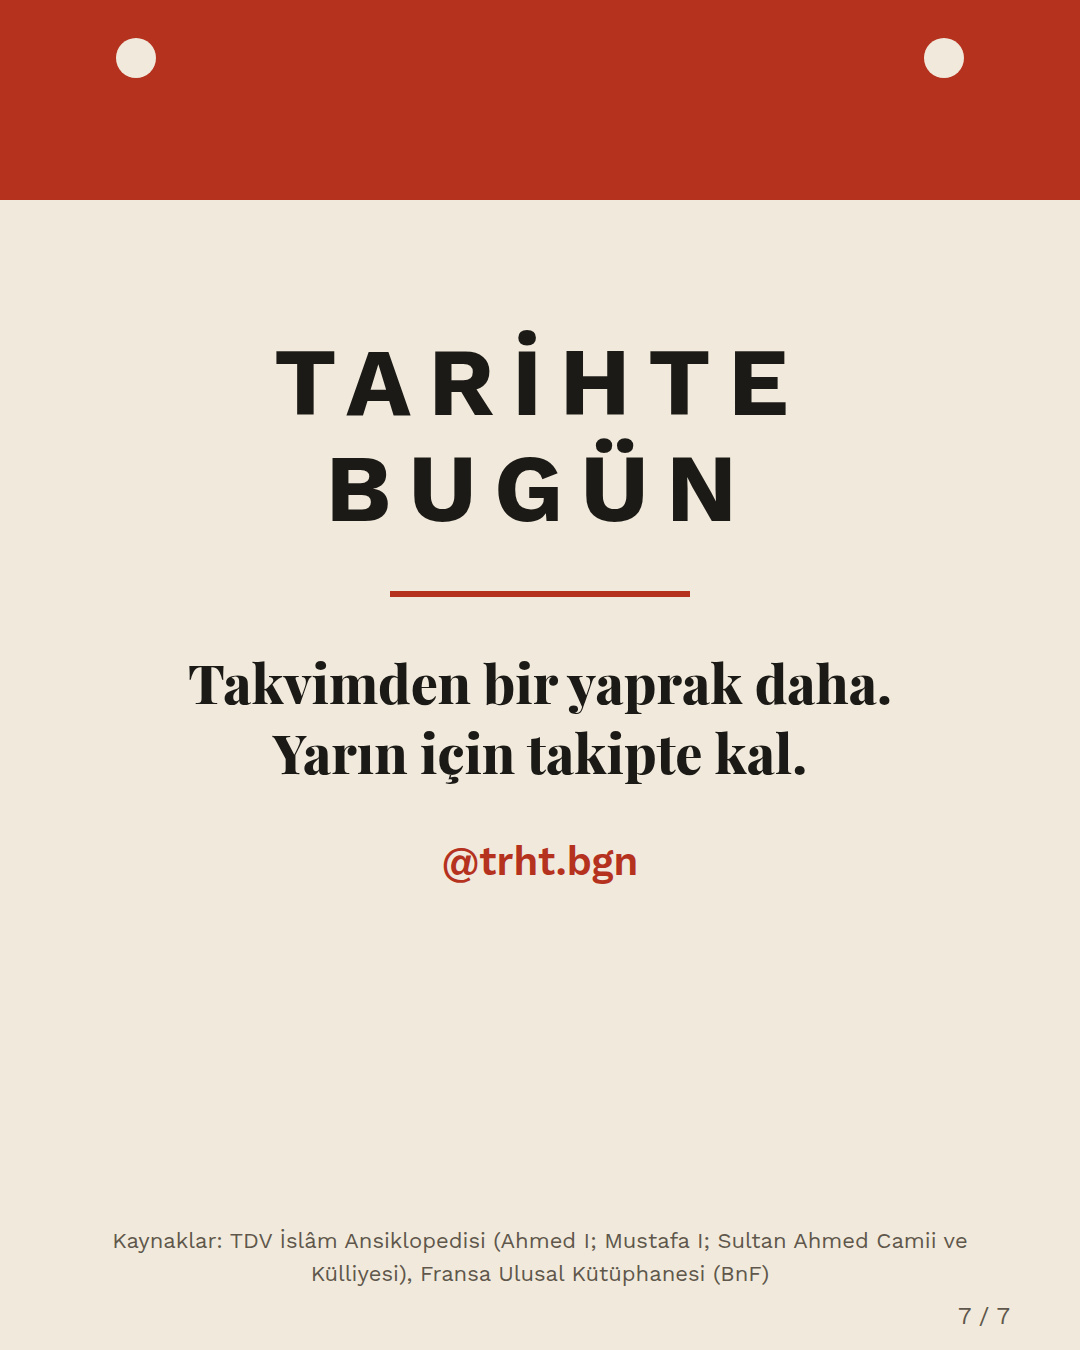 TARİHTE
BUGÜN
Takvimden bir yaprak daha.
Yarın için takipte kal.
@trht.bgn
Kaynaklar: TDV İslâm Ansiklopedisi (Ahmed I; Mustafa I; Sultan Ahmed Camii ve
Külliyesi), Fransa Ulusal Kütüphanesi (BnF)
7 / 7